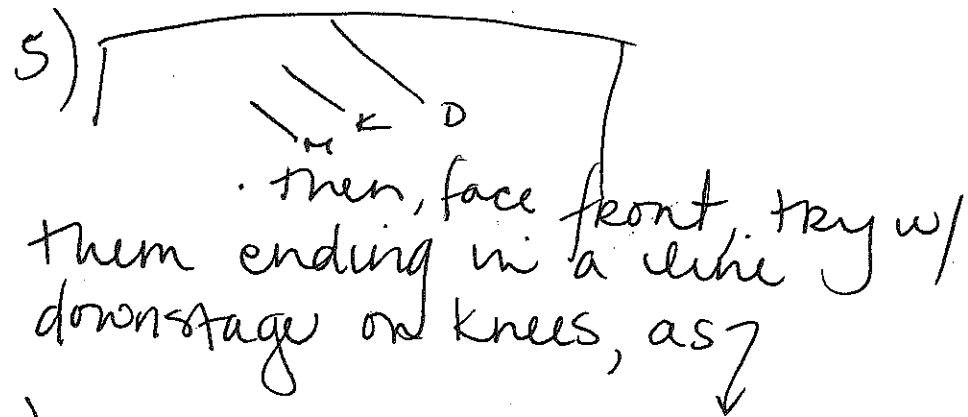 5)
M K D
· then, face front, try w/
them ending in a line
downstage on knees, as